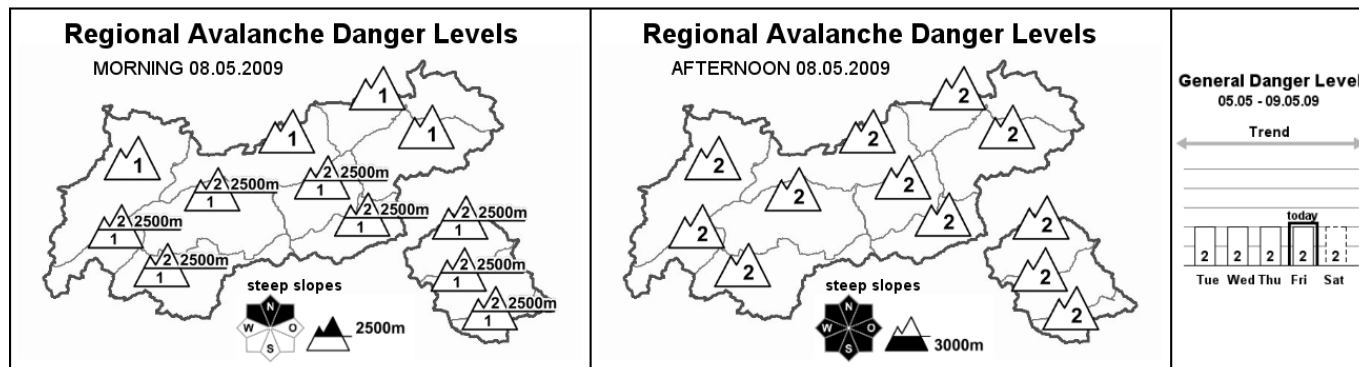 Regional Avalanche Danger Levels
MORNING 08.05.2009
1
1
1
1
2 2500m
1
2 2500m
1
2 2500m
1
2 2500m
1
2 2500m
1
2 2500m
1
2 2500m
1
2 2500m
1
steep slopes
N
W O
S
2500m
Regional Avalanche Danger Levels
AFTERNOON 08.05.2009
2
2
2
2
2
2
2
2
2
2
2
2
steep slopes
N
W O
S
3000m
General Danger Level
05.05 - 09.05.09
Trend
today
2 2 2 2 2
Tue Wed Thu Fri Sat